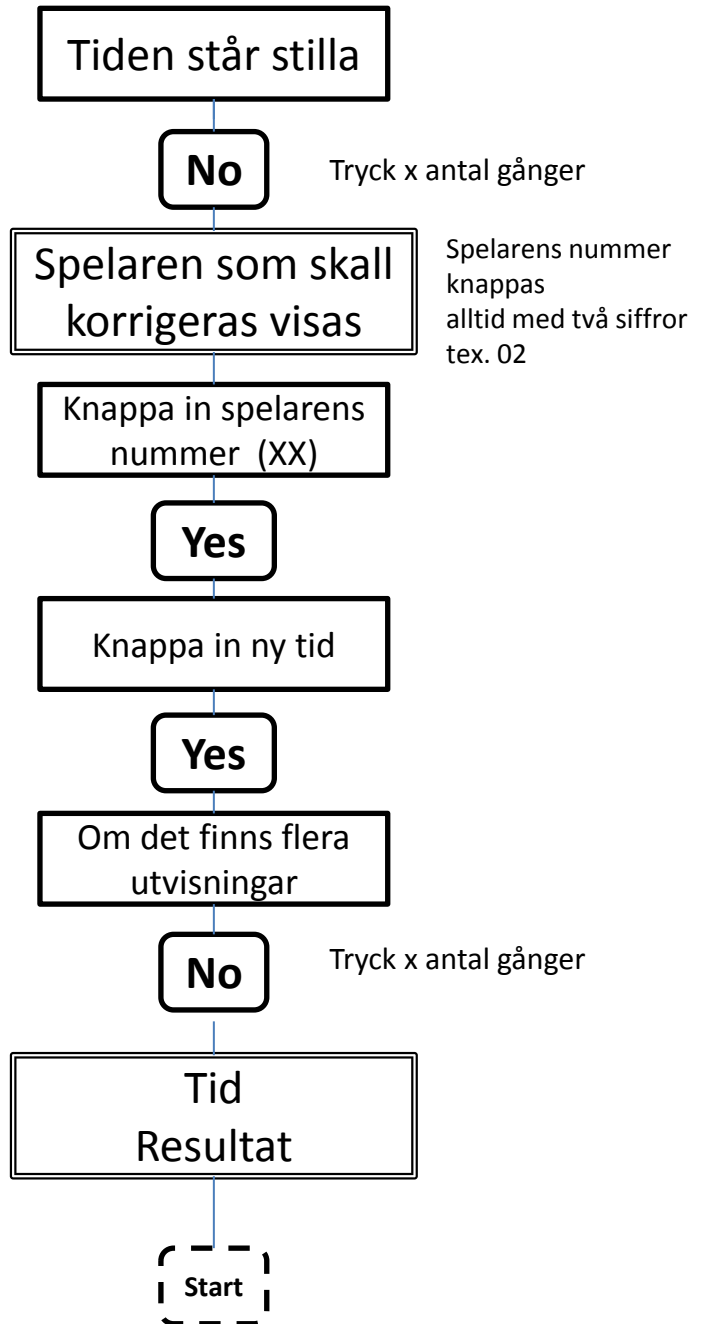 Tiden står stilla
No
Tryck x antal gånger
Spelaren som skall
korrigeras visas
Spelarens nummer
knappas
alltid med två siffror
tex. 02
Knappa in spelarens
nummer (XX)
Yes
Knappa in ny tid
Yes
Om det finns flera
utvisningar
No
Tryck x antal gånger
Tid
Resultat
Start